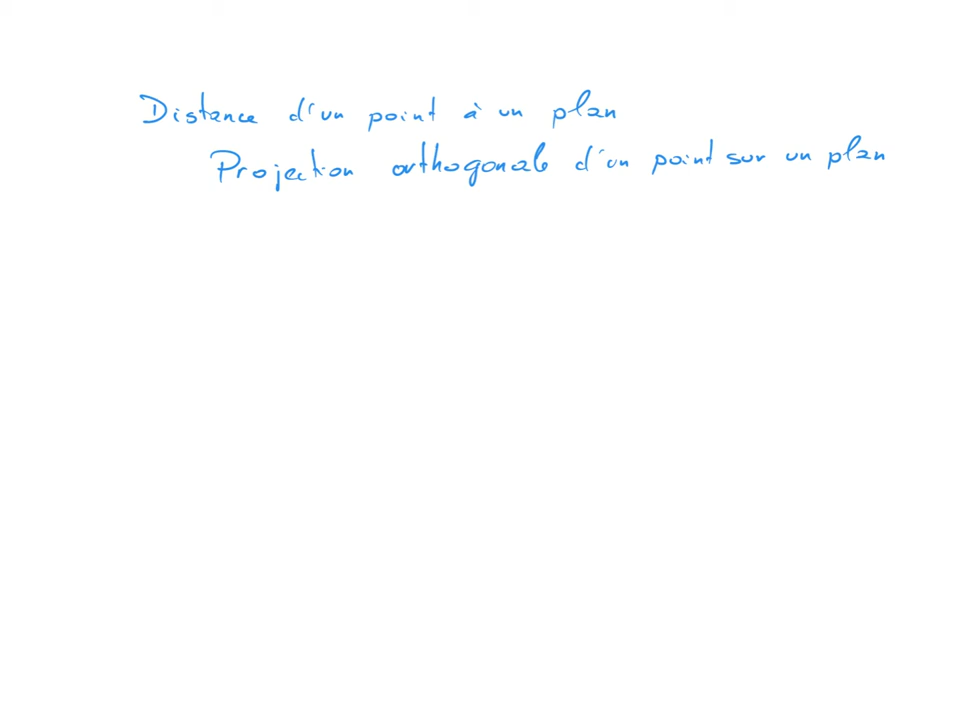 Distance d'un point à un plan
Projection orthogonale d'un point sur un plan